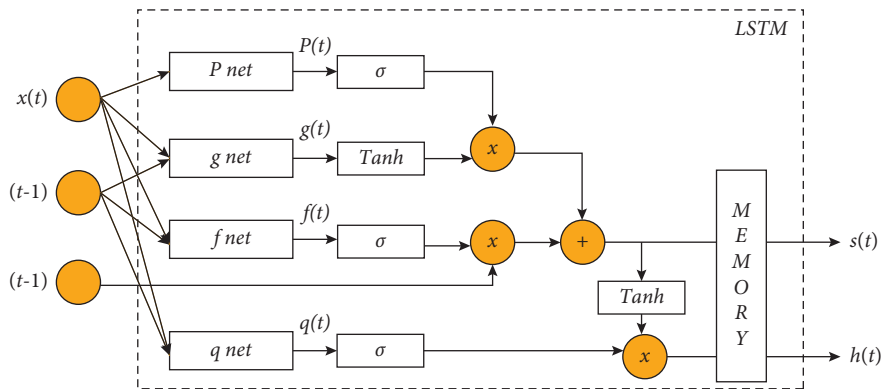 LSTM
P(t)
P net
σ
x(t)
g(t)
x
g net
Tanh
(t-1)
f(t)
f net
σ
x
+
s(t)
(t-1)
Tanh
q(t)
q net
σ
x
h(t)
M
E
M
O
R
Y